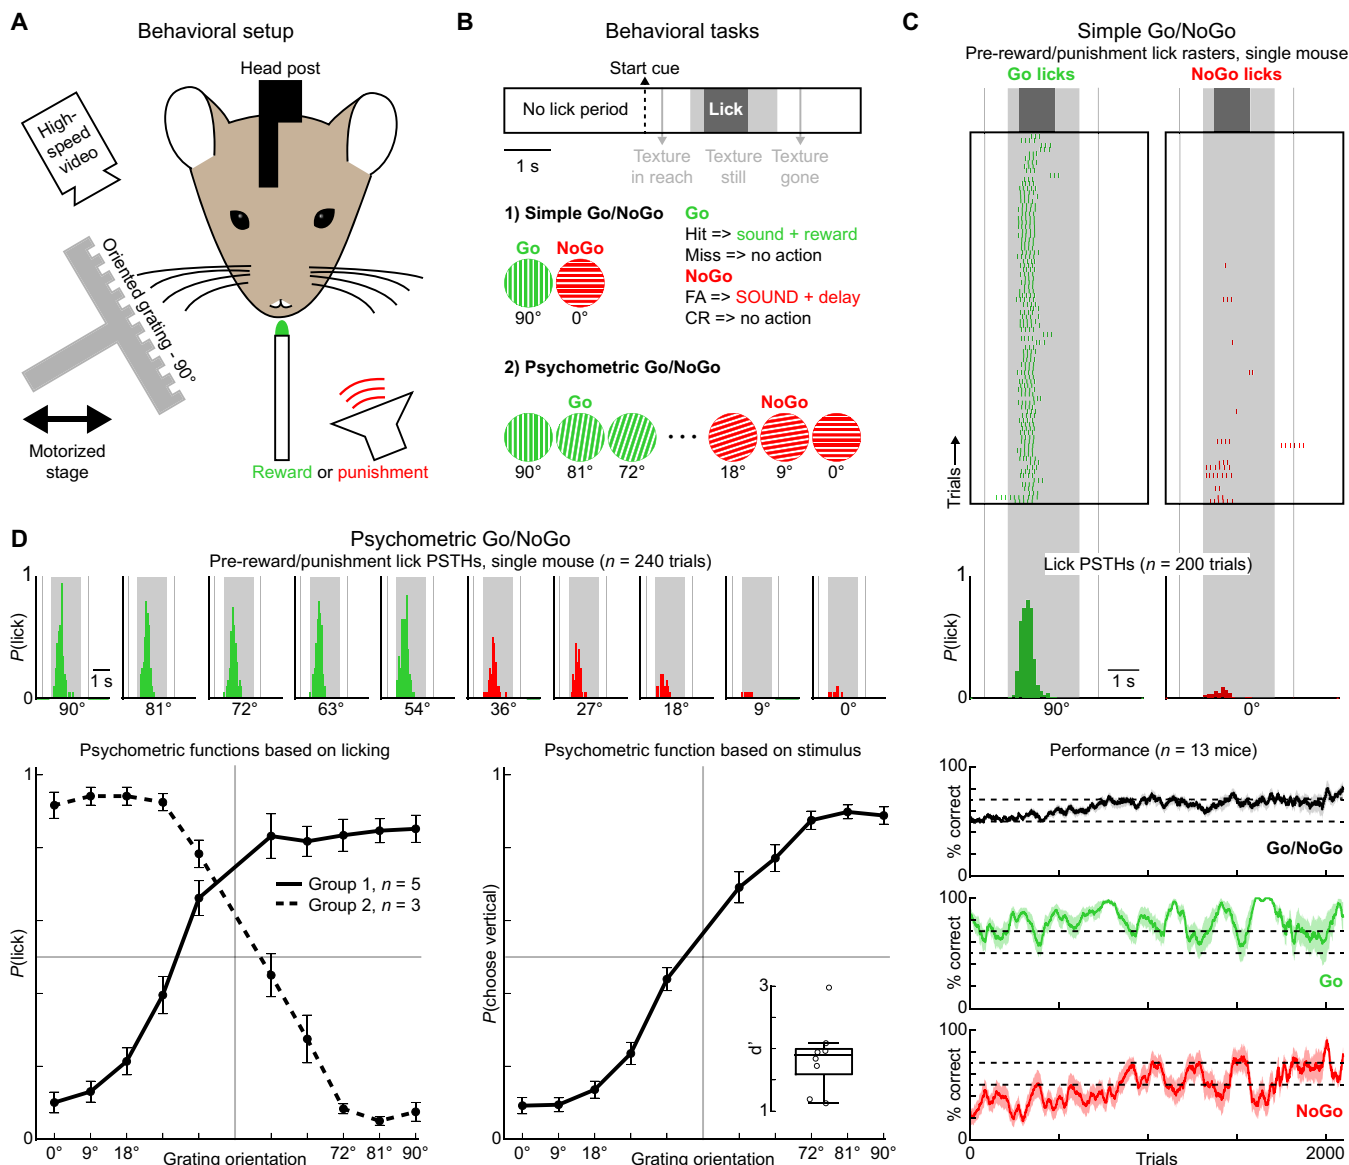 A
Behavioral setup
Head post
High-
speed
video
Oriented grating - 90°
Motorized
stage
Reward or punishment
B
Behavioral tasks
Start cue
No lick period
Lick
1 s
Texture
in reach
Texture
still
Texture
gone
1) Simple Go/NoGo
Go
NoGo
90°
0°
Go
Hit => sound + reward
Miss => no action
NoGo
FA => SOUND + delay
CR => no action
2) Psychometric Go/NoGo
Go
NoGo
90°
81°
72°
• • •
18°
9°
0°
C
Simple Go/NoGo
Pre-reward/punishment lick rasters, single mouse
Go licks
NoGo licks
Trials
Lick PSTHs (n = 200 trials)
1
P(lick)
0
1 s
90°
0°
Performance (n = 13 mice)
100
% correct
0
Go/NoGo
100
% correct
0
Go
100
% correct
0
NoGo
0
Trials
2000
D
Psychometric Go/NoGo
Pre-reward/punishment lick PSTHs, single mouse (n = 240 trials)
1
P(lick)
0
1 s
90°
81°
72°
63°
54°
36°
27°
18°
9°
0°
Psychometric functions based on licking
1
P(lick)
0
Group 1, n = 5
Group 2, n = 3
0°
9°
18°
72°
81°
90°
Grating orientation
Psychometric function based on stimulus
1
P(choose vertical)
0
3
d'
1
0°
9°
18°
72°
81°
90°
Grating orientation